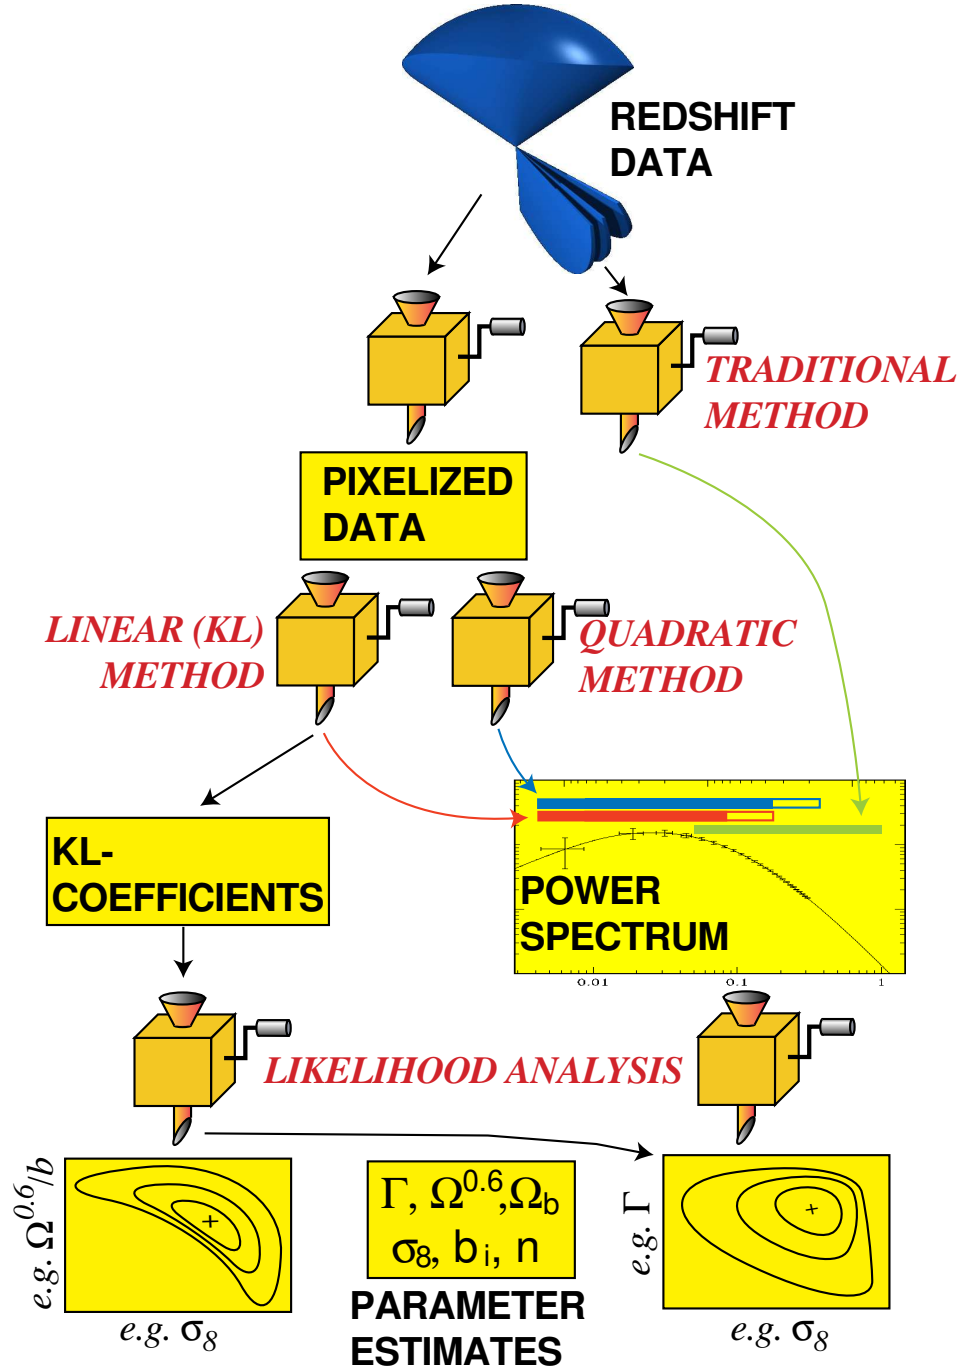 REDSHIFT
DATA
TRADITIONAL
METHOD
PIXELIZED
DATA
LINEAR (KL)
METHOD
QUADRATIC
METHOD
KL-
COEFFICIENTS
POWER
SPECTRUM
0.01 0.1 1
LIKELIHOOD ANALYSIS
e.g. Ω^0.6/b
e.g. σ_8
Γ, Ω^0.6,Ω_b
σ_8, b_i, n
PARAMETER
ESTIMATES
e.g. Γ
e.g. σ_8